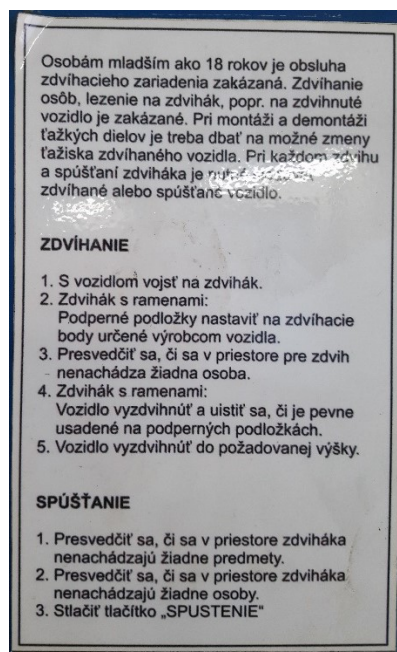 Osobám mladším ako 18 rokov je obsluha
zdvíhacieho zariadenia zakázaná. Zdvíhanie
osôb, lezenie na zdvihák, popr. na zdvihnuté
vozidlo je zakázané. Pri montáži a demontáži
ťažkých dielov je treba dbať na možné zmeny
ťažiska zdvíhaného vozidla. Pri každom zdvihu
a spúšťaní zdviháka je
zdvíhané alebo spúšťané vozidlo.
ZDVÍHANIE
1. S vozidlom vojsť na zdvihák.
2. Zdvihák s ramenami:
Podperné podložky nastaviť na zdvíhacie
body určené výrobcom vozidla.
3. Presvedčiť sa, či sa v priestore pre zdvih
nenachádza žiadna osoba.
4. Zdvihák s ramenami:
Vozidlo vyzdvihnúť a uistiť sa, či je pevne
usadené na podperných podložkách.
5. Vozidlo vyzdvihnúť do požadovanej výšky.
SPÚŠŤANIE
1. Presvedčiť sa, či sa v priestore zdviháka
nenachádzajú žiadne predmety.
2. Presvedčiť sa, či sa v priestore zdviháka
nenachádzajú žiadne osoby.
3. Stlačiť tlačítko „SPUSTENIE“